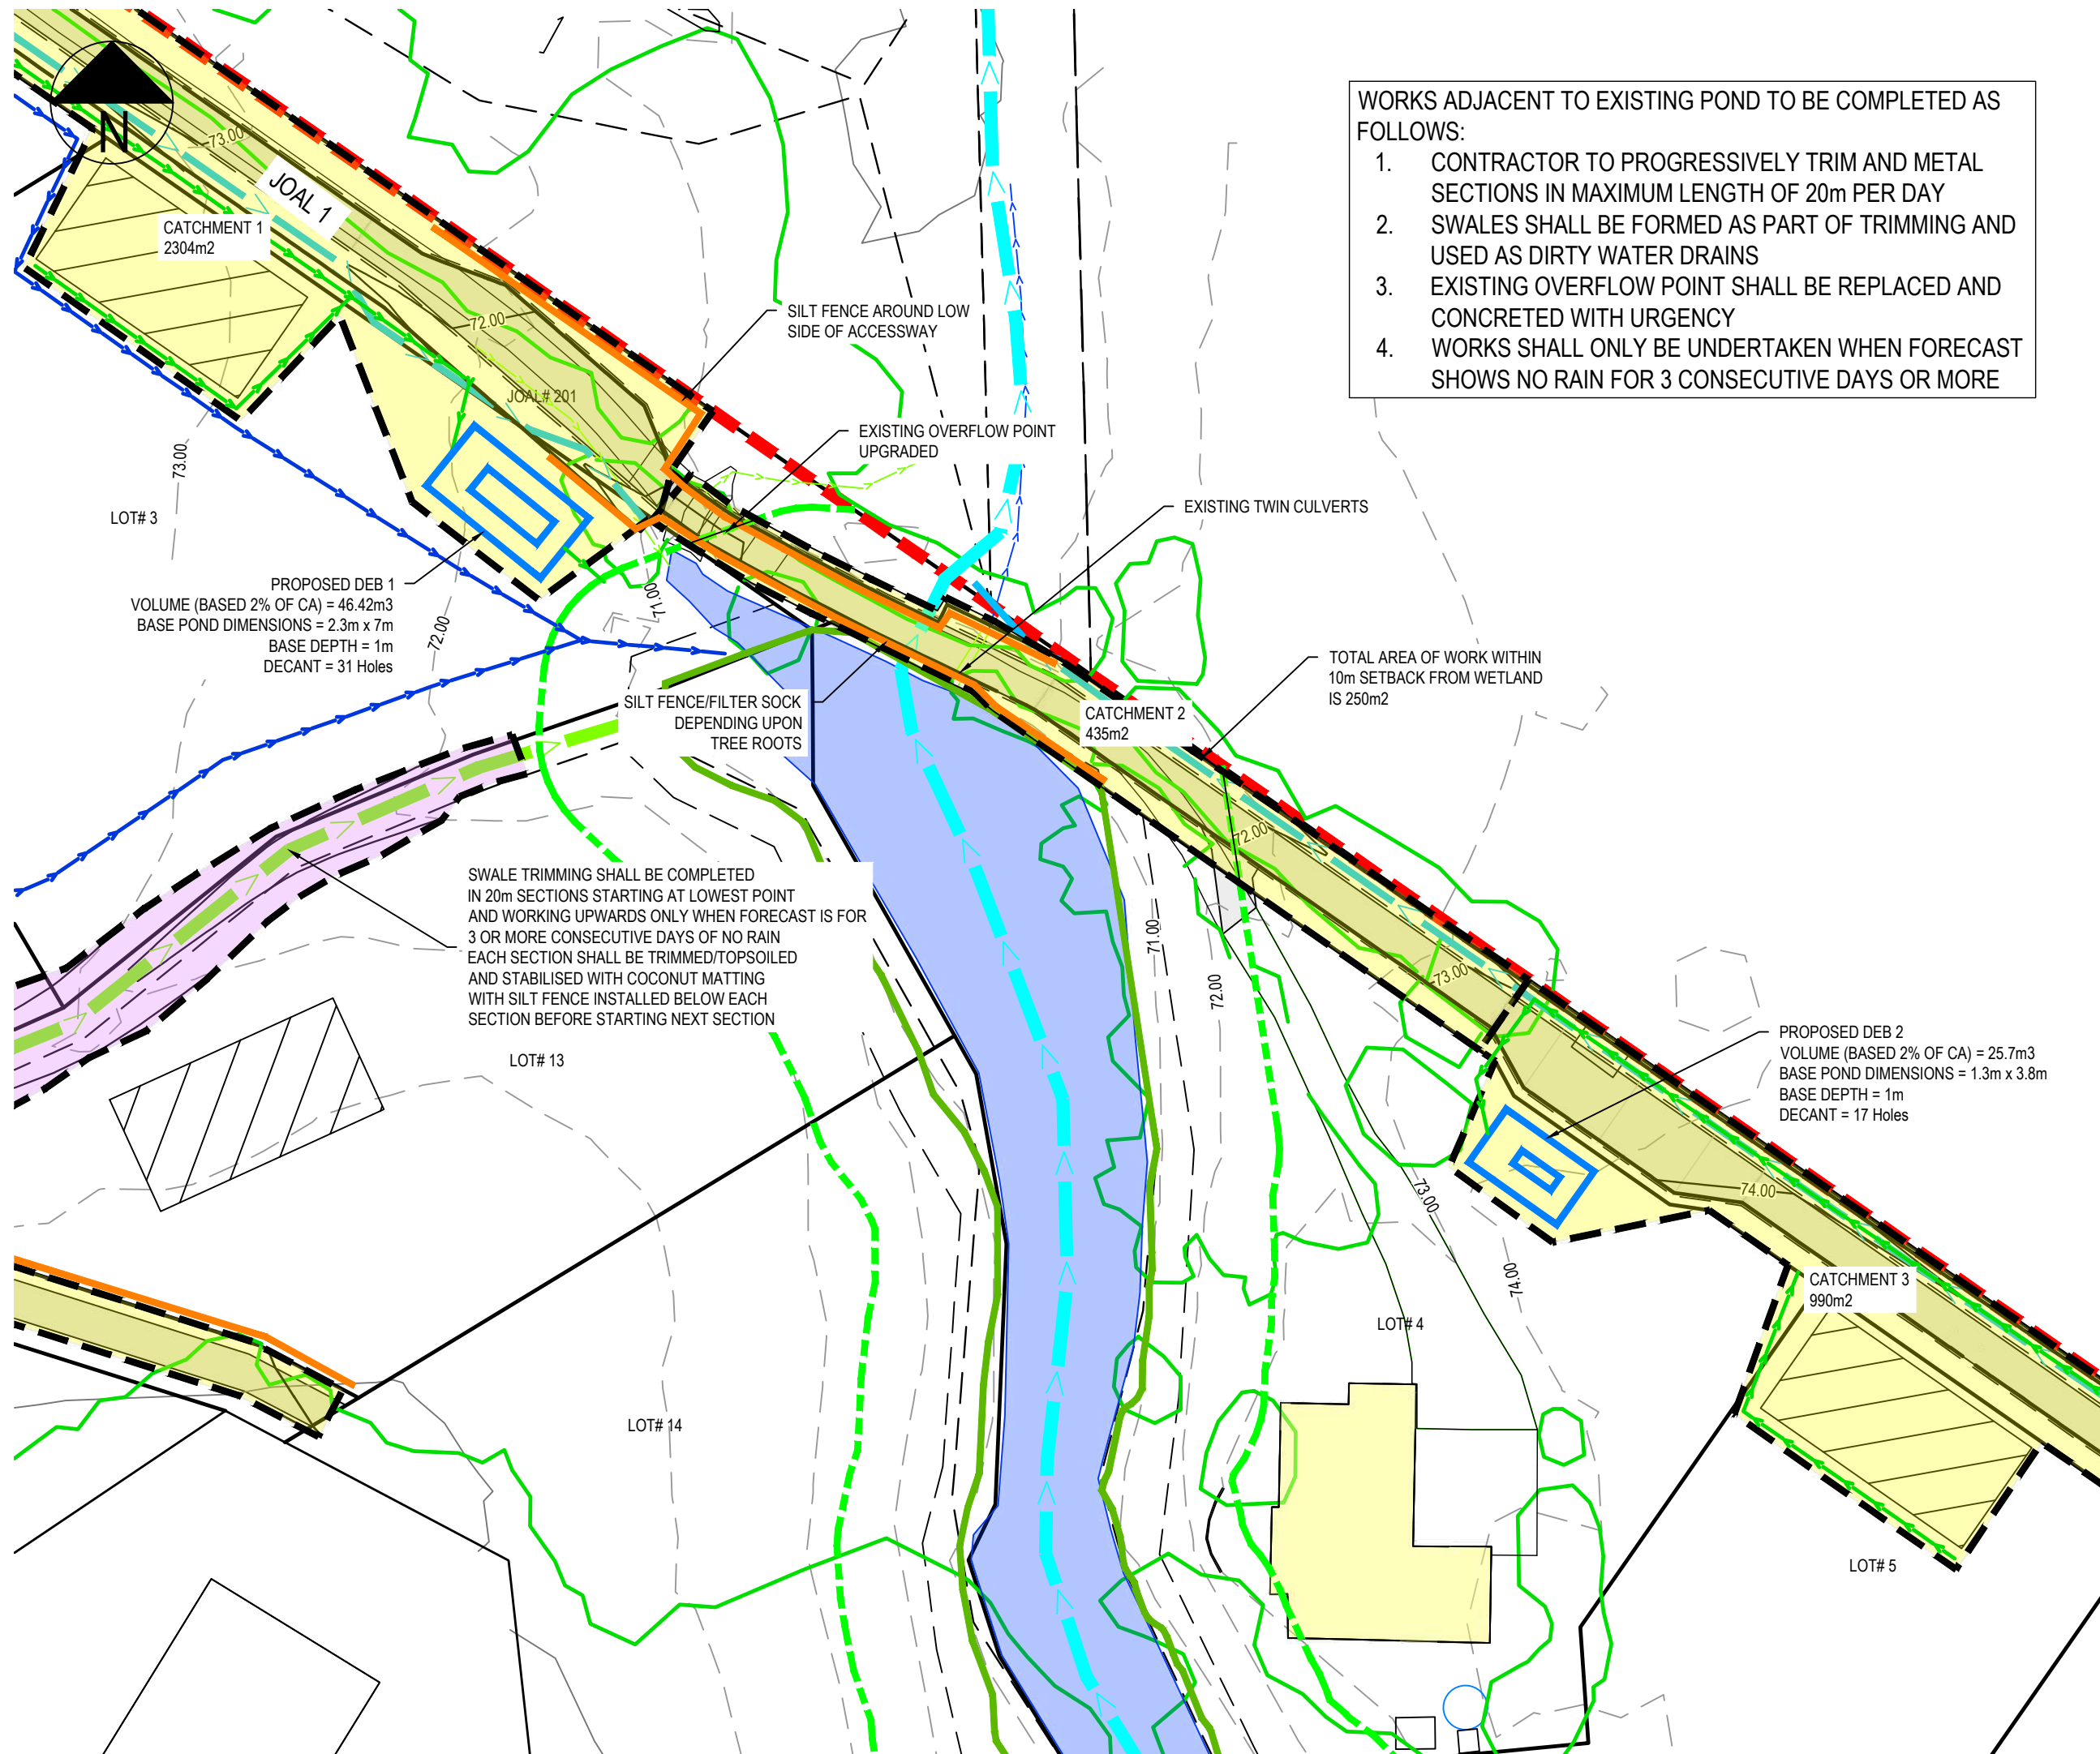 WORKS ADJACENT TO EXISTING POND TO BE COMPLETED AS
FOLLOWS:
1. CONTRACTOR TO PROGRESSIVELY TRIM AND METAL
SECTIONS IN MAXIMUM LENGTH OF 20m PER DAY
2. SWALES SHALL BE FORMED AS PART OF TRIMMING AND
USED AS DIRTY WATER DRAINS
3. EXISTING OVERFLOW POINT SHALL BE REPLACED AND
CONCRETED WITH URGENCY
4. WORKS SHALL ONLY BE UNDERTAKEN WHEN FORECAST
SHOWS NO RAIN FOR 3 CONSECUTIVE DAYS OR MORE
N
73.00
JOAL 1
CATCHMENT 1
2304m2
72.00
SILT FENCE AROUND LOW
SIDE OF ACCESSWAY
JOAL# 201
EXISTING OVERFLOW POINT
UPGRADED
73.00
EXISTING TWIN CULVERTS
LOT# 3
PROPOSED DEB 1
VOLUME (BASED 2% OF CA) = 46.42m3
BASE POND DIMENSIONS = 2.3m x 7m
BASE DEPTH = 1m
DECANT = 31 Holes
71.00
72.00
TOTAL AREA OF WORK WITHIN
10m SETBACK FROM WETLAND
IS 250m2
SILT FENCE/FILTER SOCK
DEPENDING UPON
TREE ROOTS
CATCHMENT 2
435m2
72.00
SWALE TRIMMING SHALL BE COMPLETED
IN 20m SECTIONS STARTING AT LOWEST POINT
AND WORKING UPWARDS ONLY WHEN FORECAST IS FOR
3 OR MORE CONSECUTIVE DAYS OF NO RAIN
EACH SECTION SHALL BE TRIMMED/TOPSOILED
AND STABILISED WITH COCONUT MATTING
WITH SILT FENCE INSTALLED BELOW EACH
SECTION BEFORE STARTING NEXT SECTION
71.00
72.00
73.00
LOT# 13
PROPOSED DEB 2
VOLUME (BASED 2% OF CA) = 25.7m3
BASE POND DIMENSIONS = 1.3m x 3.8m
BASE DEPTH = 1m
DECANT = 17 Holes
73.00
74.00
74.00
CATCHMENT 3
990m2
LOT# 4
LOT# 14
LOT# 5